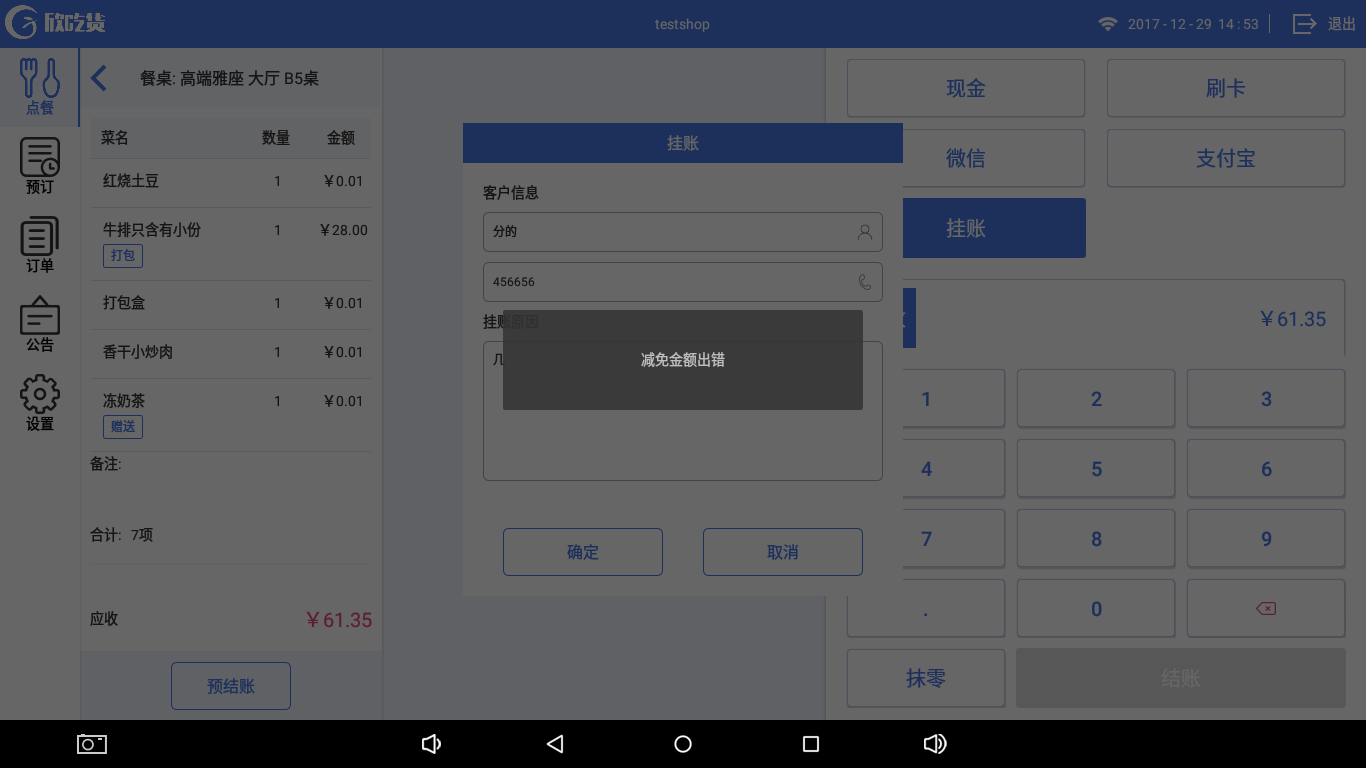 欣吃货
testshop
2017-12-29 14:53
退出
点餐
预订
订单
公告
设置
餐桌: 高端雅座 大厅 B5桌
菜名 数量 金额
红烧土豆 1 ￥0.01
牛排只含有小份 1 ￥28.00
打包
打包盒 1 ￥0.01
香干小炒肉 1 ￥0.01
冻奶茶 1 ￥0.01
赠送
备注:
合计: 7项
应收 ￥61.35
预结账
挂账
客户信息
分的
456656
挂账原因
几
减免金额出错
确定 取消
现金 刷卡
微信 支付宝
挂账
￥61.35
1 2 3
4 5 6
7 8 9
. 0
抹零 结账